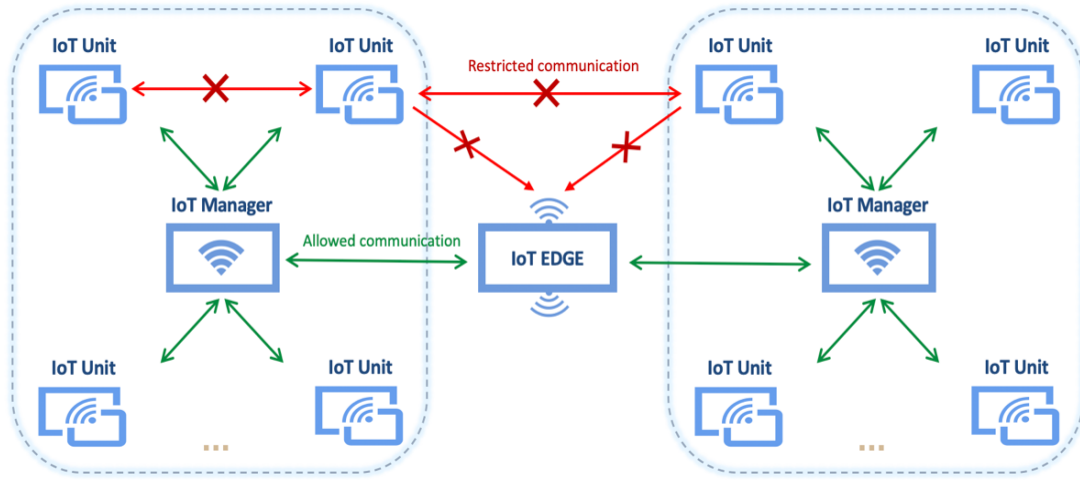 IoT Unit
IoT Unit
IoT Unit
IoT Unit
Restricted communication
IoT Manager
IoT Manager
Allowed communication
IoT EDGE
IoT Unit
IoT Unit
IoT Unit
IoT Unit
...
...